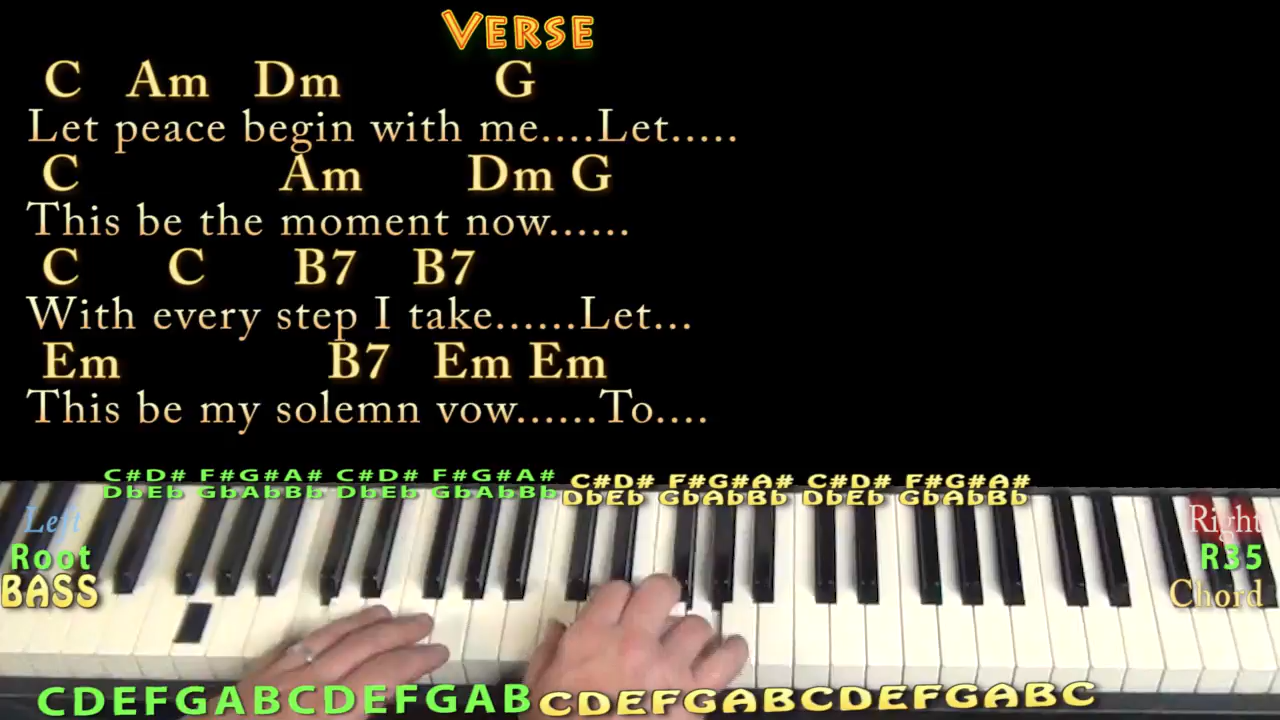 VERSE
C Am Dm G
Let peace begin with me....Let.....
C Am Dm G
This be the moment now......
C C B7 B7
With every step I take......Let...
Em B7 Em Em
This be my solemn vow......To....
C#D# F#G#A# C#D# F#G#A# C#D# F#G#A# C#D# F#G#A#
DbEb GbAbBb DbEb GbAbBb DbEb GbAbBb DbEb GbAbBb
Left
Root
BASS
Right
R35
Chord
CDEFGABCDEFGAB CDEFGABCDEFGABC